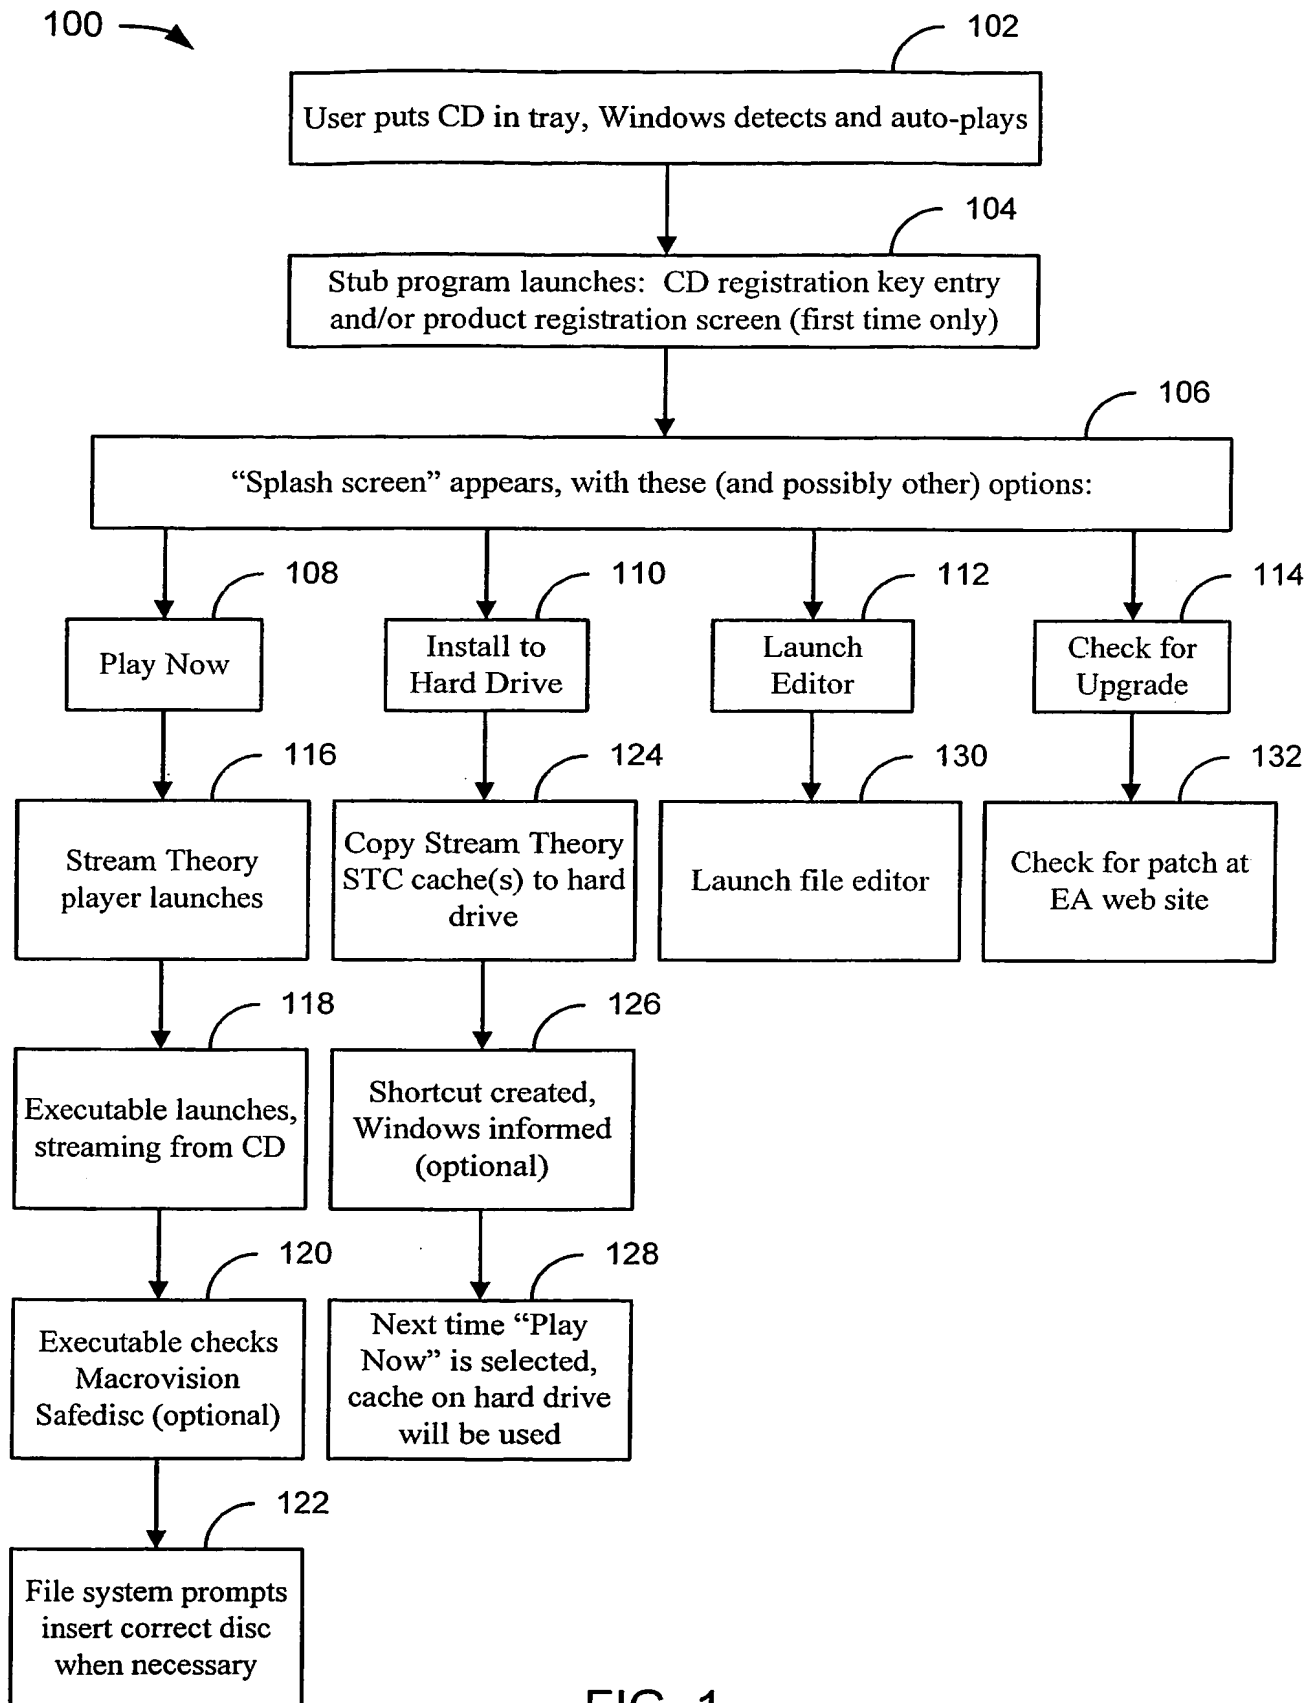 100
102
User puts CD in tray, Windows detects and auto-plays
104
Stub program launches: CD registration key entry
and/or product registration screen (first time only)
106
“Splash screen” appears, with these (and possibly other) options:
108
Play Now
110
Install to
Hard Drive
112
Launch
Editor
114
Check for
Upgrade
116
Stream Theory
player launches
124
Copy Stream Theory
STC cache(s) to hard
drive
130
Launch file editor
132
Check for patch at
EA web site
118
Executable launches,
streaming from CD
126
Shortcut created,
Windows informed
(optional)
120
Executable checks
Macrovision
Safedisc (optional)
128
Next time “Play
Now” is selected,
cache on hard drive
will be used
122
File system prompts
insert correct disc
when necessary
FIG. 1